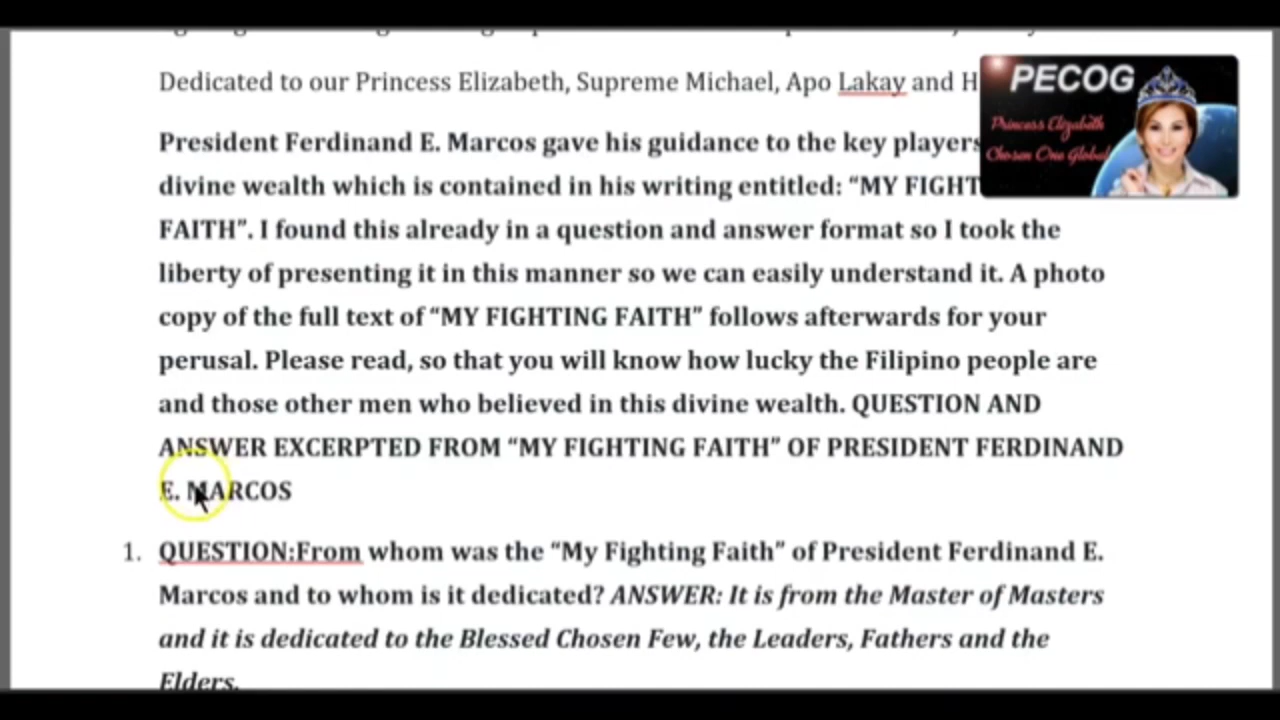 Dedicated to our Princess Elizabeth, Supreme Michael, Apo Lakay and H
PECOG
Princess Elizabeth
Chosen One Global
President Ferdinand E. Marcos gave his guidance to the key players
divine wealth which is contained in his writing entitled: “MY FIGHT
FAITH”. I found this already in a question and answer format so I took the
liberty of presenting it in this manner so we can easily understand it. A photo
copy of the full text of “MY FIGHTING FAITH” follows afterwards for your
perusal. Please read, so that you will know how lucky the Filipino people are
and those other men who believed in this divine wealth. QUESTION AND
ANSWER EXCERPTED FROM “MY FIGHTING FAITH” OF PRESIDENT FERDINAND
E. MARCOS
1. QUESTION:From whom was the “My Fighting Faith” of President Ferdinand E.
Marcos and to whom is it dedicated? ANSWER: It is from the Master of Masters
and it is dedicated to the Blessed Chosen Few, the Leaders, Fathers and the
Elders.